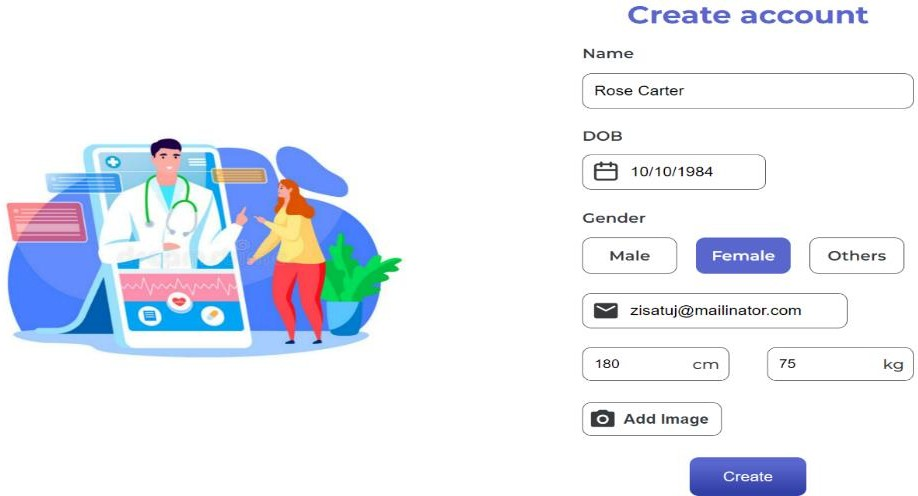 Create account
Name
Rose Carter
DOB
10/10/1984
Gender
Male Female Others
zisatuj@mailinator.com
180 cm 75 kg
Add Image
Create